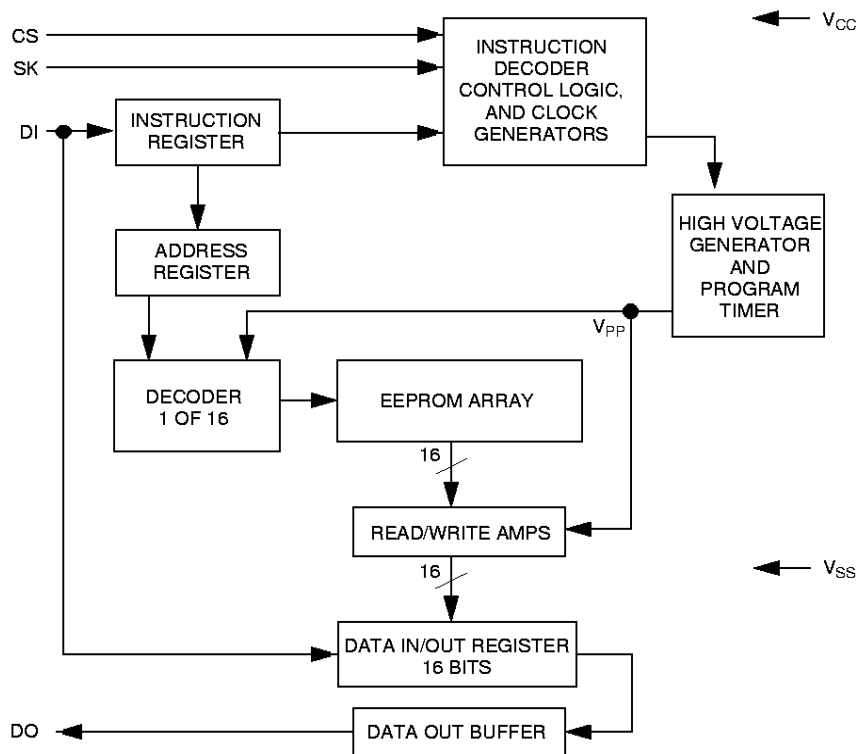 CS
SK
DI
INSTRUCTION
REGISTER
INSTRUCTION
DECODER
CONTROL LOGIC,
AND CLOCK
GENERATORS
VCC
ADDRESS
REGISTER
HIGH VOLTAGE
GENERATOR
AND
PROGRAM
TIMER
VPP
DECODER
1 OF 16
EEPROM ARRAY
16
READ/WRITE AMPS
16
VSS
DATA IN/OUT REGISTER
16 BITS
DO
DATA OUT BUFFER